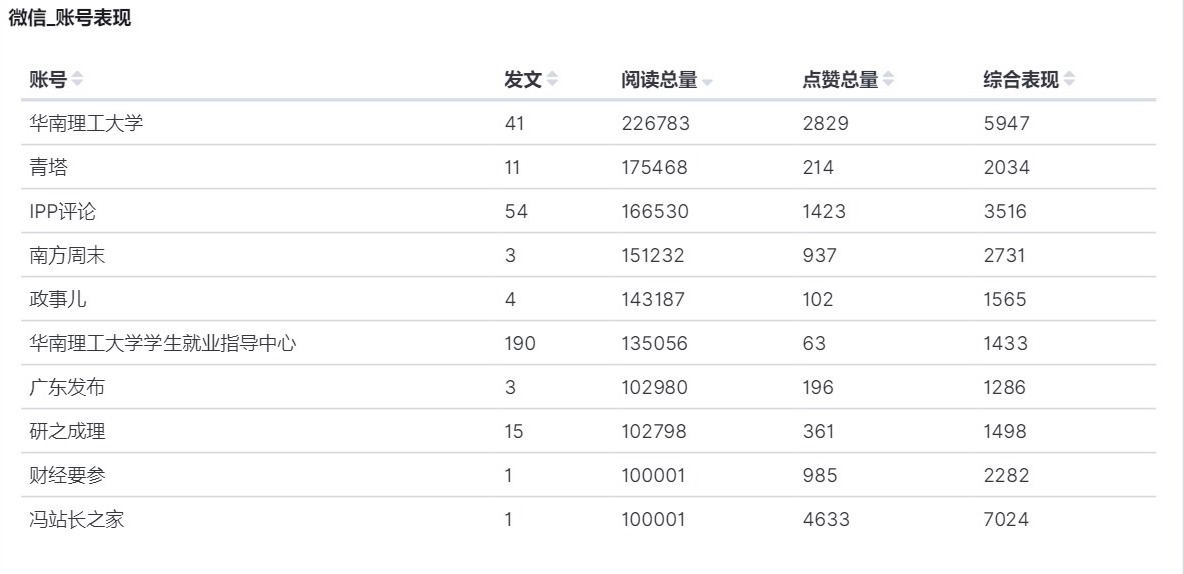 微信_账号表现
账号 发文 阅读总量 点赞总量 综合表现
华南理工大学 41 226783 2829 5947
青塔 11 175468 214 2034
IPP评论 54 166530 1423 3516
南方周末 3 151232 937 2731
政事儿 4 143187 102 1565
华南理工大学学生就业指导中心 190 135056 63 1433
广东发布 3 102980 196 1286
研之成理 15 102798 361 1498
财经要参 1 100001 985 2282
冯站长之家 1 100001 4633 7024